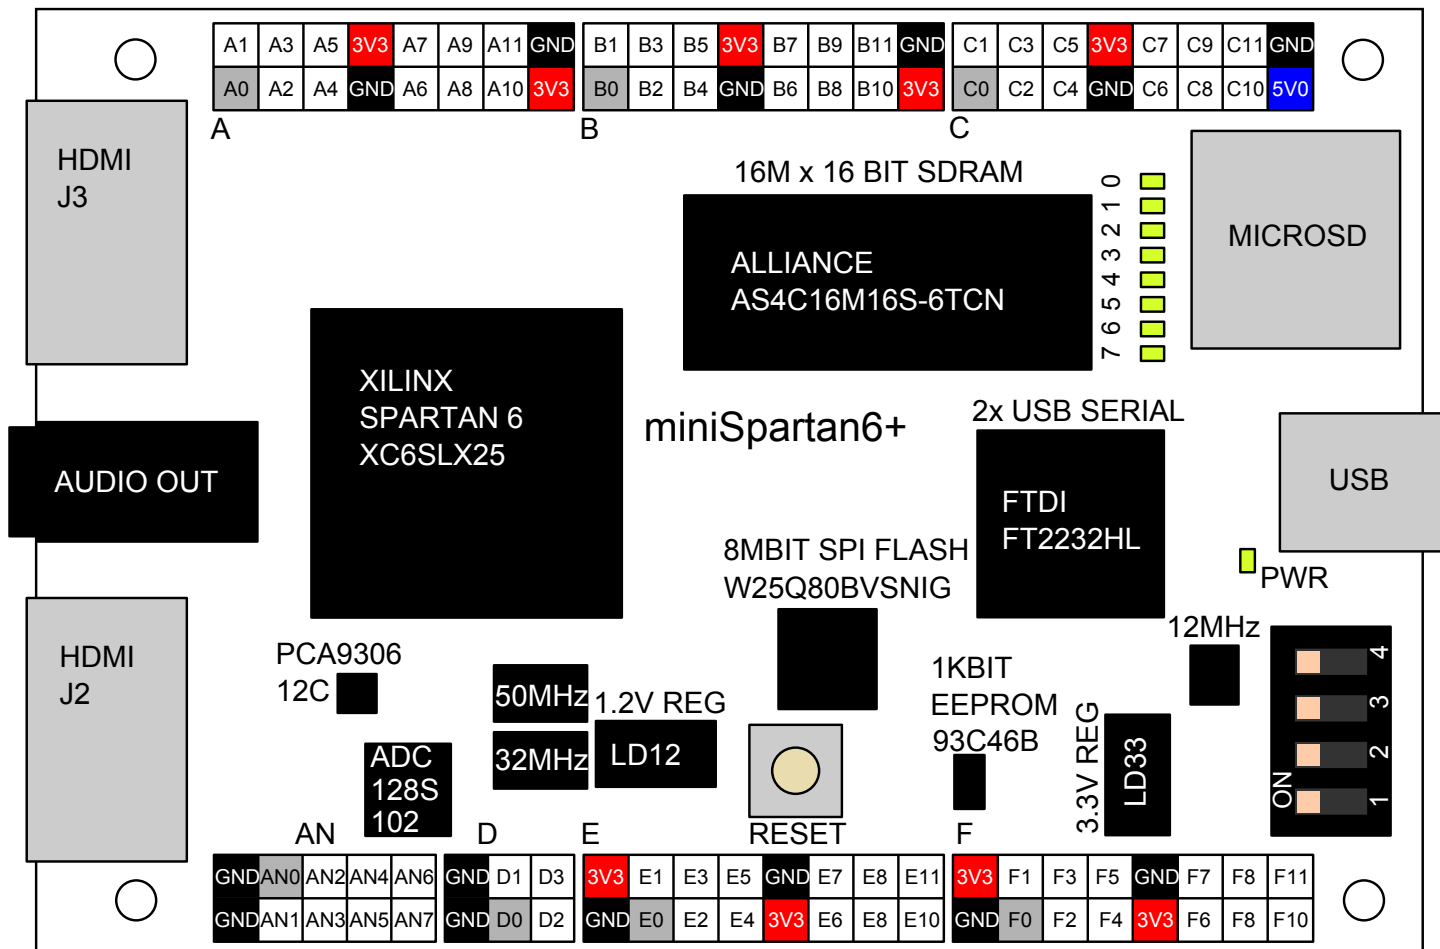 A1 A3 A5 3V3 A7 A9 A11 GND B1 B3 B5 3V3 B7 B9 B11 GND C1 C3 C5 3V3 C7 C9 C11 GND
A0 A2 A4 GND A6 A8 A10 3V3 B0 B2 B4 GND B6 B8 B10 3V3 C0 C2 C4 GND C6 C8 C10 5V0
A B C
HDMI
J3
16M x 16 BIT SDRAM
ALLIANCE
AS4C16M16S-6TCN
0
1
2
3
4
5
6
7
MICROSD
XILINX
SPARTAN 6
XC6SLX25
miniSpartan6+
2x USB SERIAL
FTDI
FT2232HL
AUDIO OUT
USB
8MBIT SPI FLASH
W25Q80BVSNIG
PWR
HDMI
J2
PCA9306
12C
50MHz
32MHz
1.2V REG
LD12
1KBIT
EEPROM
93C46B
12MHz
3.3V REG
LD33
4
3
2
1
ON
ADC
128S
102
RESET
AN D E F
GND AN0 AN2 AN4 AN6 GND D1 D3 3V3 E1 E3 E5 GND E7 E8 E11 3V3 F1 F3 F5 GND F7 F8 F11
GND AN1 AN3 AN5 AN7 GND D0 D2 GND E0 E2 E4 3V3 E6 E8 E10 GND F0 F2 F4 3V3 F6 F8 F10